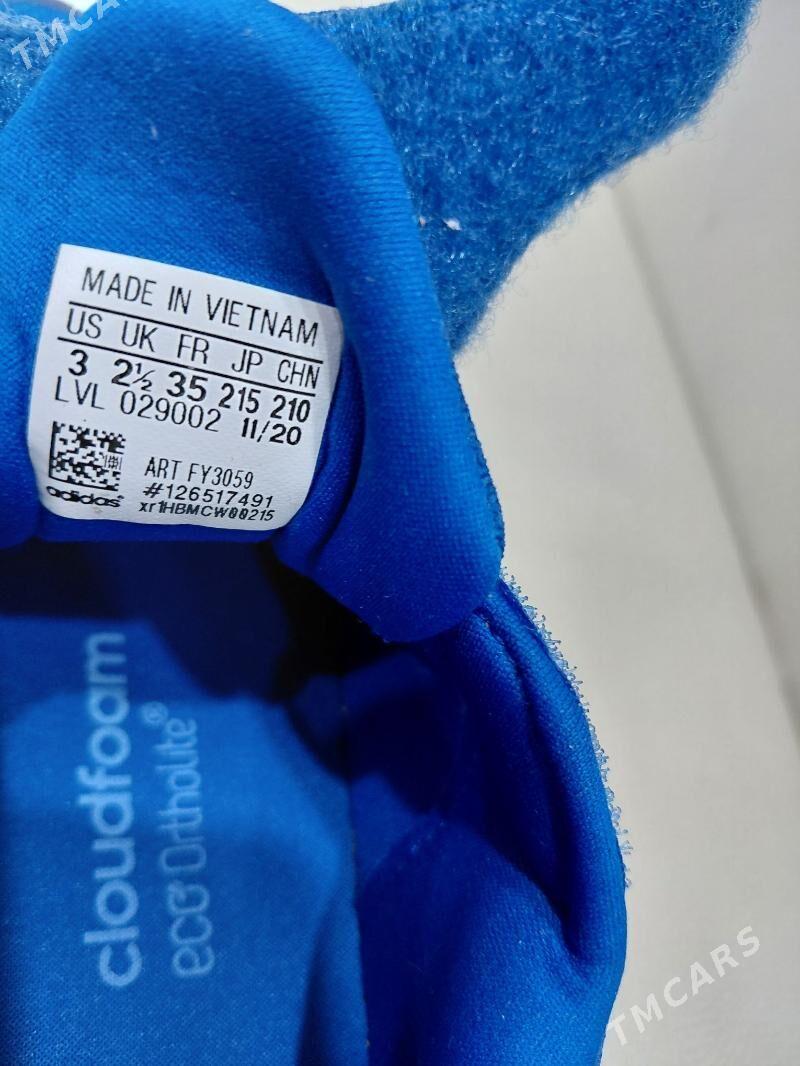 TMCARS
MADE IN VIETNAM
US UK FR JP CHN
3 2½ 35 215 210
LVL 029002 11/20
ART FY3059
#126517491
adidas® xr1HBMCW00215
cloudfoam
eco Ortholite®
TMCARS